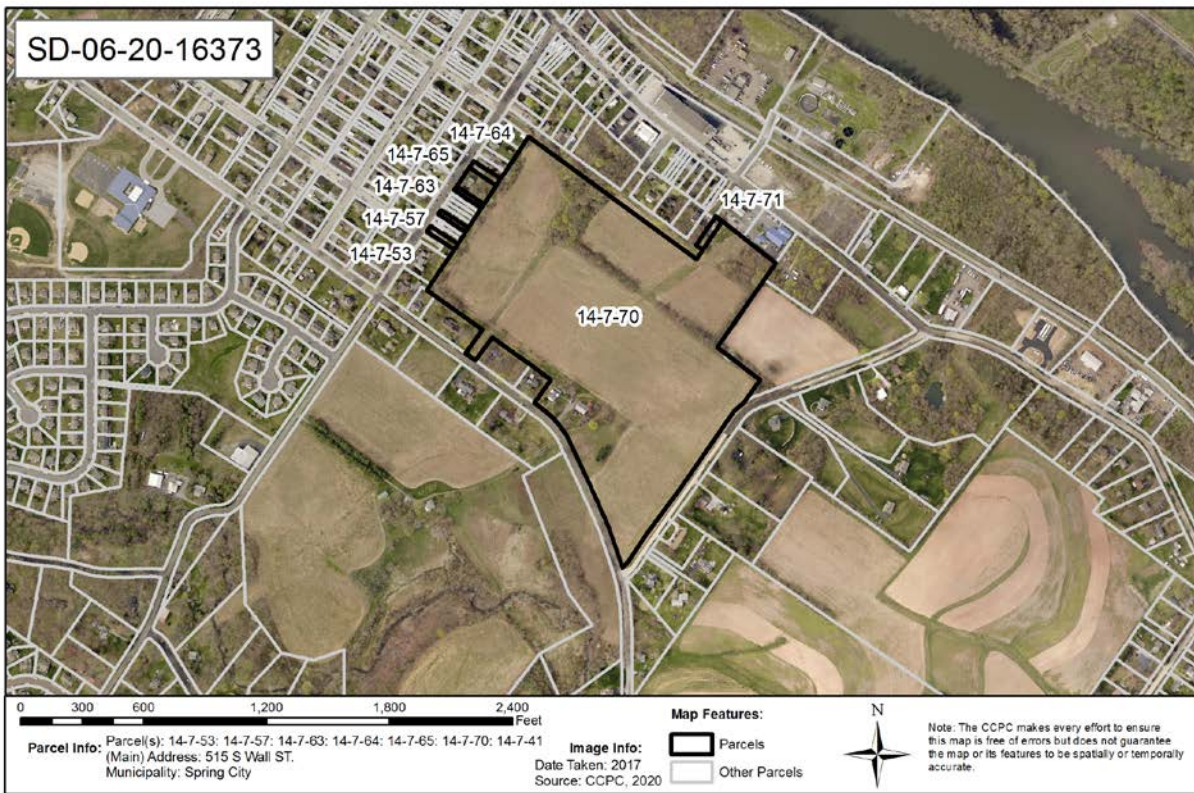 SD-06-20-16373
14-7-64
14-7-65
14-7-63
14-7-57
14-7-53
14-7-71
14-7-70
0 300 600 1,200 1,800 2,400
Feet
Parcel Info: Parcel(s): 14-7-53: 14-7-57: 14-7-63: 14-7-64: 14-7-65: 14-7-70: 14-7-41
(Main) Address: 515 S Wall ST.
Municipality: Spring City
Image Info:
Date Taken: 2017
Source: CCPC, 2020
Map Features:
Parcels
Other Parcels
N
Note: The CCPC makes every effort to ensure
this map is free of errors but does not guarantee
the map or its features to be spatially or temporally
accurate.